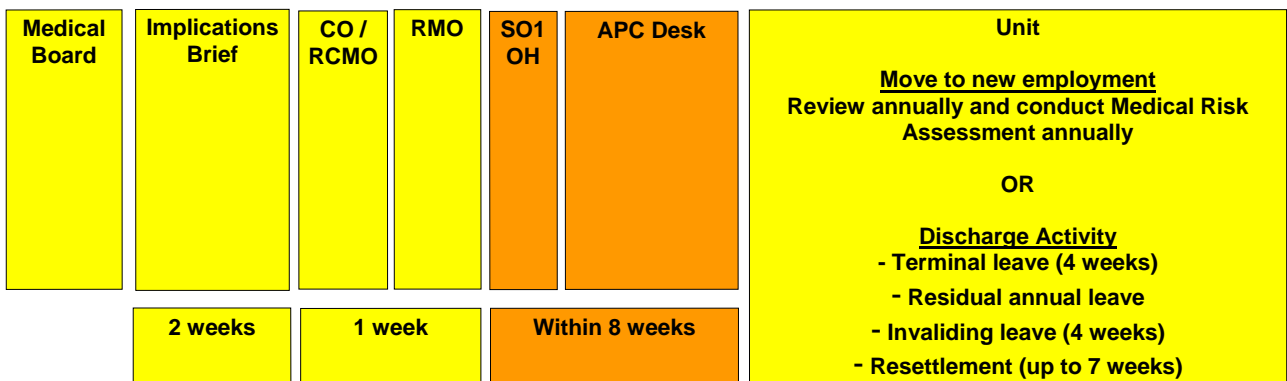 Medical
Board
Implications
Brief
CO /
RCMO
RMO
SO1
OH
APC Desk
Unit
Move to new employment
Review annually and conduct Medical Risk
Assessment annually
OR
Discharge Activity
- Terminal leave (4 weeks)
- Residual annual leave
- Invaliding leave (4 weeks)
- Resettlement (up to 7 weeks)
2 weeks
1 week
Within 8 weeks